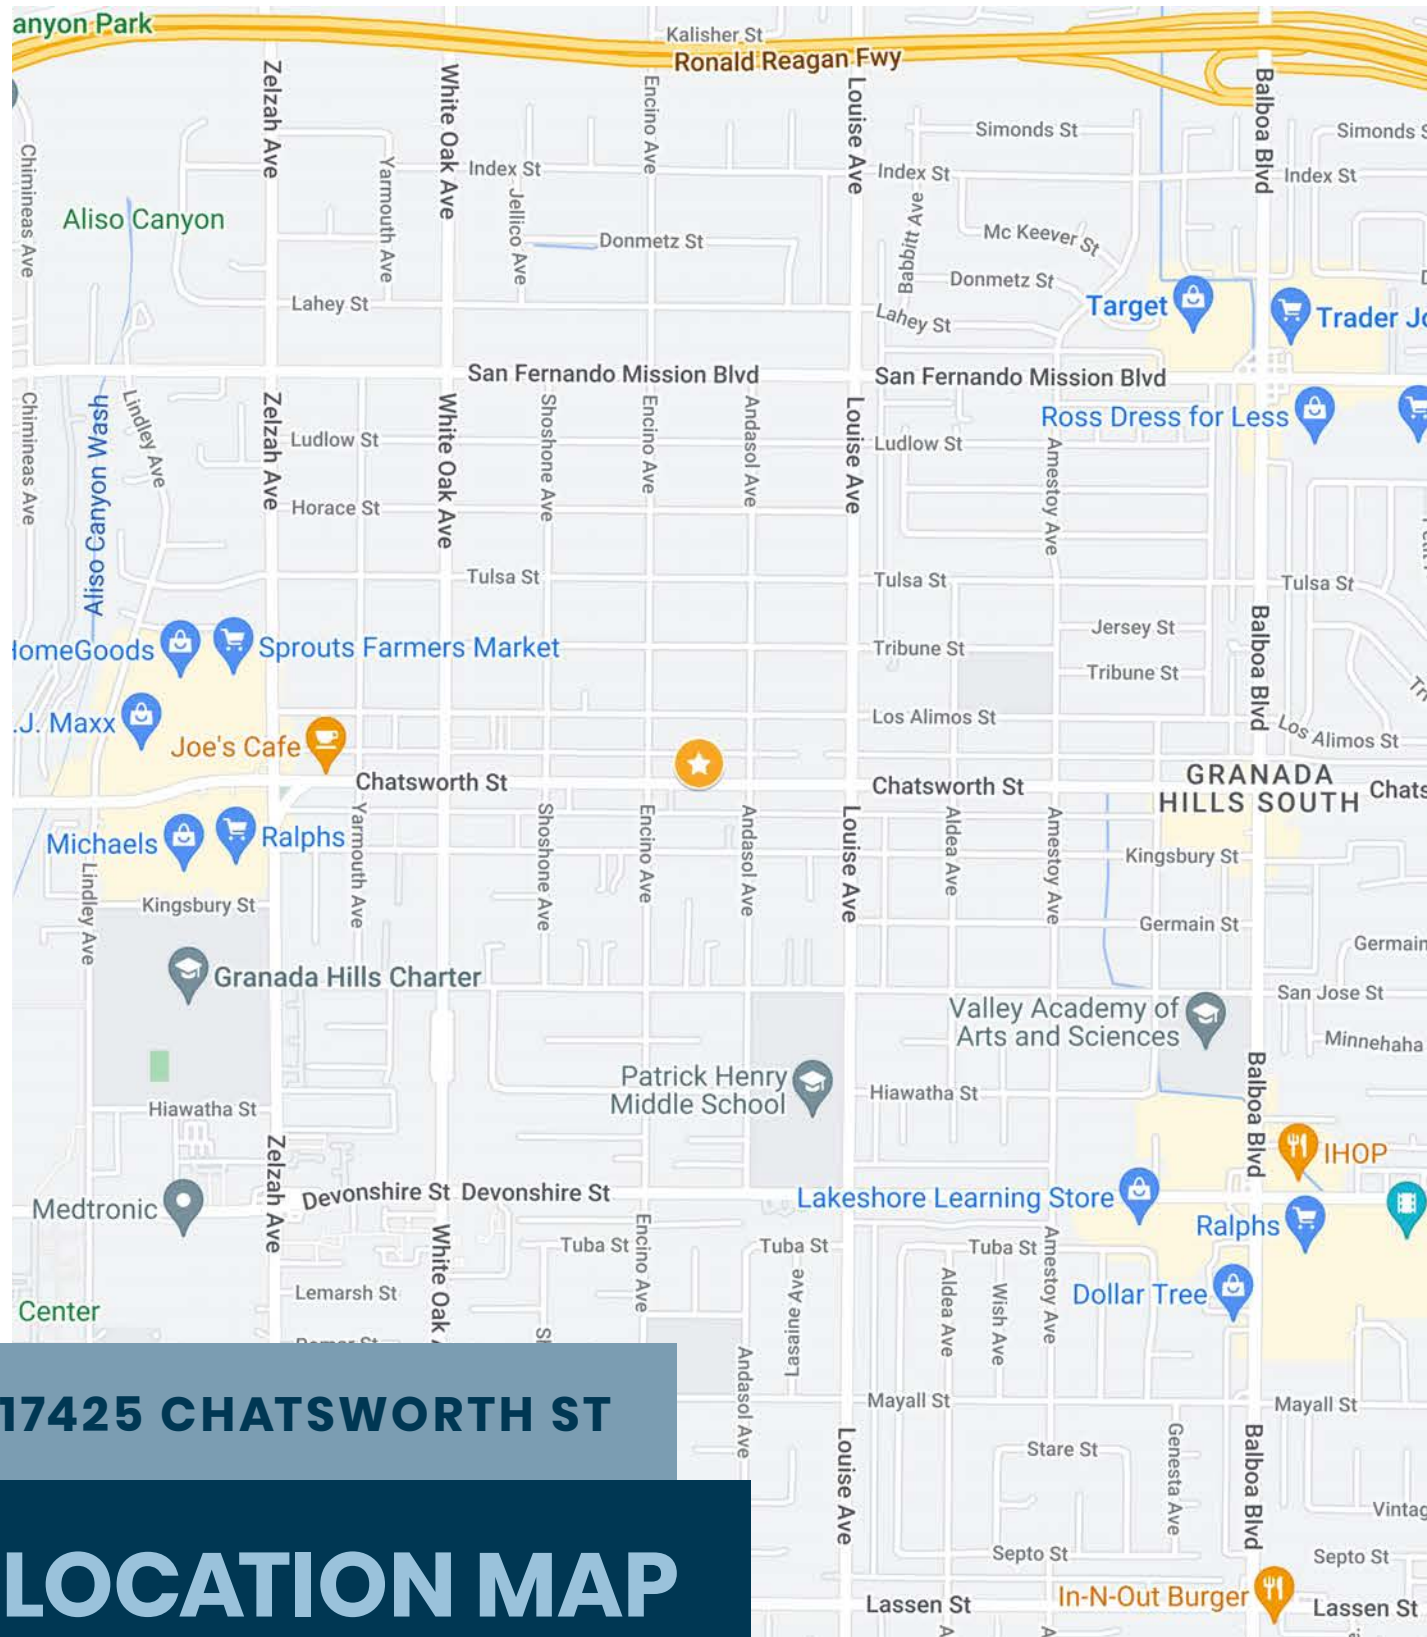 anyon Park
Kalisher St
Ronald Reagan Fwy
Zelzah Ave
White Oak Ave
Encino Ave
Louise Ave
Balboa Blvd
Simonds St
Simonds S
Chimineas Ave
Yarmouth Ave
Index St
Index St
Index St
Jellico Ave
Babbitt Ave
Aliso Canyon
Donmetz St
Mc Keever St
Donmetz St
Lahey St
Lahey St
Target
Trader Jo
San Fernando Mission Blvd
San Fernando Mission Blvd
Chimineas Ave
Aliso Canyon Wash
Lindley Ave
Zelzah Ave
White Oak Ave
Shoshone Ave
Encino Ave
Andasol Ave
Louise Ave
Amestoy Ave
Ross Dress for Less
Ludlow St
Ludlow St
Horace St
Tulsa St
Tulsa St
Tulsa St
HomeGoods
Sprouts Farmers Market
Jersey St
Tribune St
Tribune St
Balboa Blvd
.J. Maxx
Joe's Cafe
Los Alimos St
Los Alimos St
Chatsworth St
Chatsworth St
GRANADA
HILLS SOUTH
Chats
Michaels
Ralphs
Yarmouth Ave
Shoshone Ave
Encino Ave
Andasol Ave
Louise Ave
Aldea Ave
Amestoy Ave
Kingsbury St
Lindley Ave
Kingsbury St
Germain St
Germain
Granada Hills Charter
San Jose St
Valley Academy of
Arts and Sciences
Minnehaha
Patrick Henry
Middle School
Hiawatha St
Hiawatha St
Balboa Blvd
Zelzah Ave
IHOP
Medtronic
Devonshire St
Devonshire St
Lakeshore Learning Store
Ralphs
White Oak A
Tuba St
Encino Ave
Tuba St
Lasaine Ave
Tuba St
Amestoy Ave
Aldea Ave
Wish Ave
Lemarsh St
Dollar Tree
Center
Sh
Andasol Ave
Mayall St
Mayall St
17425 CHATSWORTH ST
Louise Ave
Stare St
Genesta Ave
Balboa Blvd
Vintag
Septo St
Septo St
LOCATION MAP
In-N-Out Burger
Lassen St
Lassen St